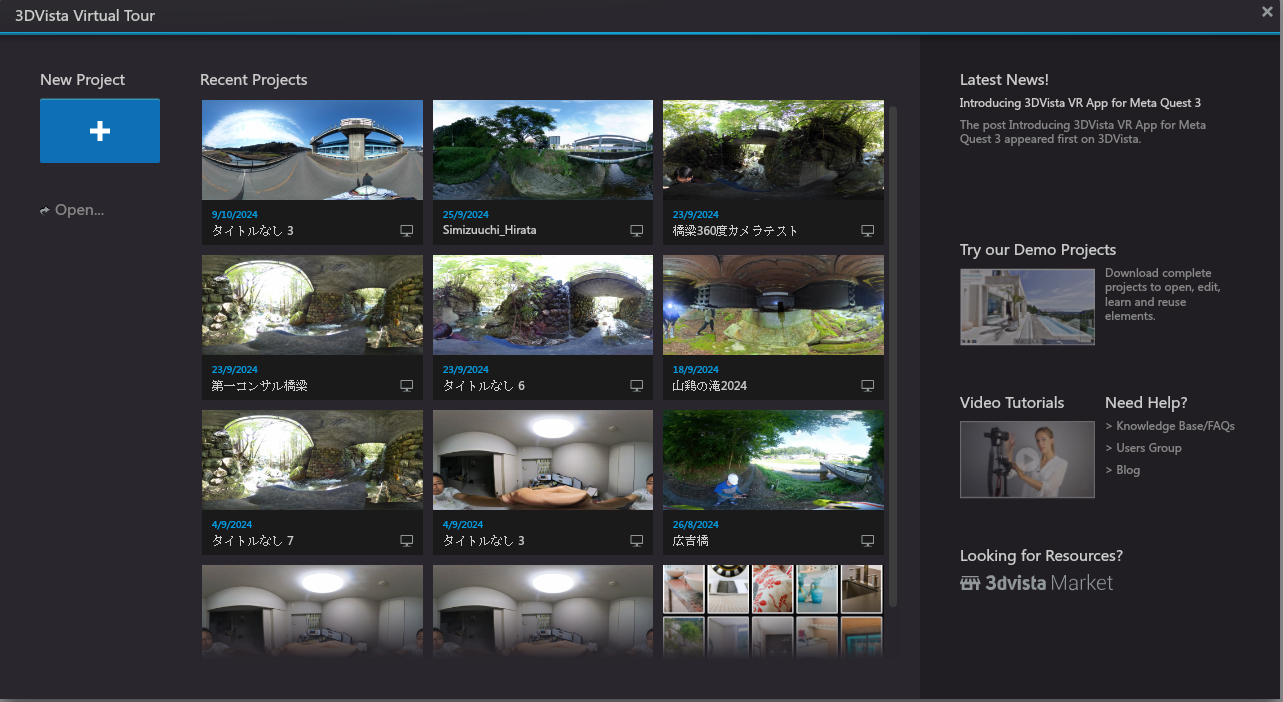 3DVista Virtual Tour
New Project
Open...
Recent Projects
9/10/2024
タイトルなし 3
25/9/2024
Simizuuchi_Hirata
23/9/2024
橋梁360度カメラテスト
23/9/2024
第一コンサル橋梁
23/9/2024
タイトルなし 6
18/9/2024
山鶏の滝2024
4/9/2024
タイトルなし 7
4/9/2024
タイトルなし 3
26/8/2024
広吉橋
Latest News!
Introducing 3DVista VR App for Meta Quest 3
The post Introducing 3DVista VR App for Meta
Quest 3 appeared first on 3DVista.
Try our Demo Projects
Download complete
projects to open, edit,
learn and reuse
elements.
Video Tutorials
Need Help?
> Knowledge Base/FAQs
> Users Group
> Blog
Looking for Resources?
3dvista Market